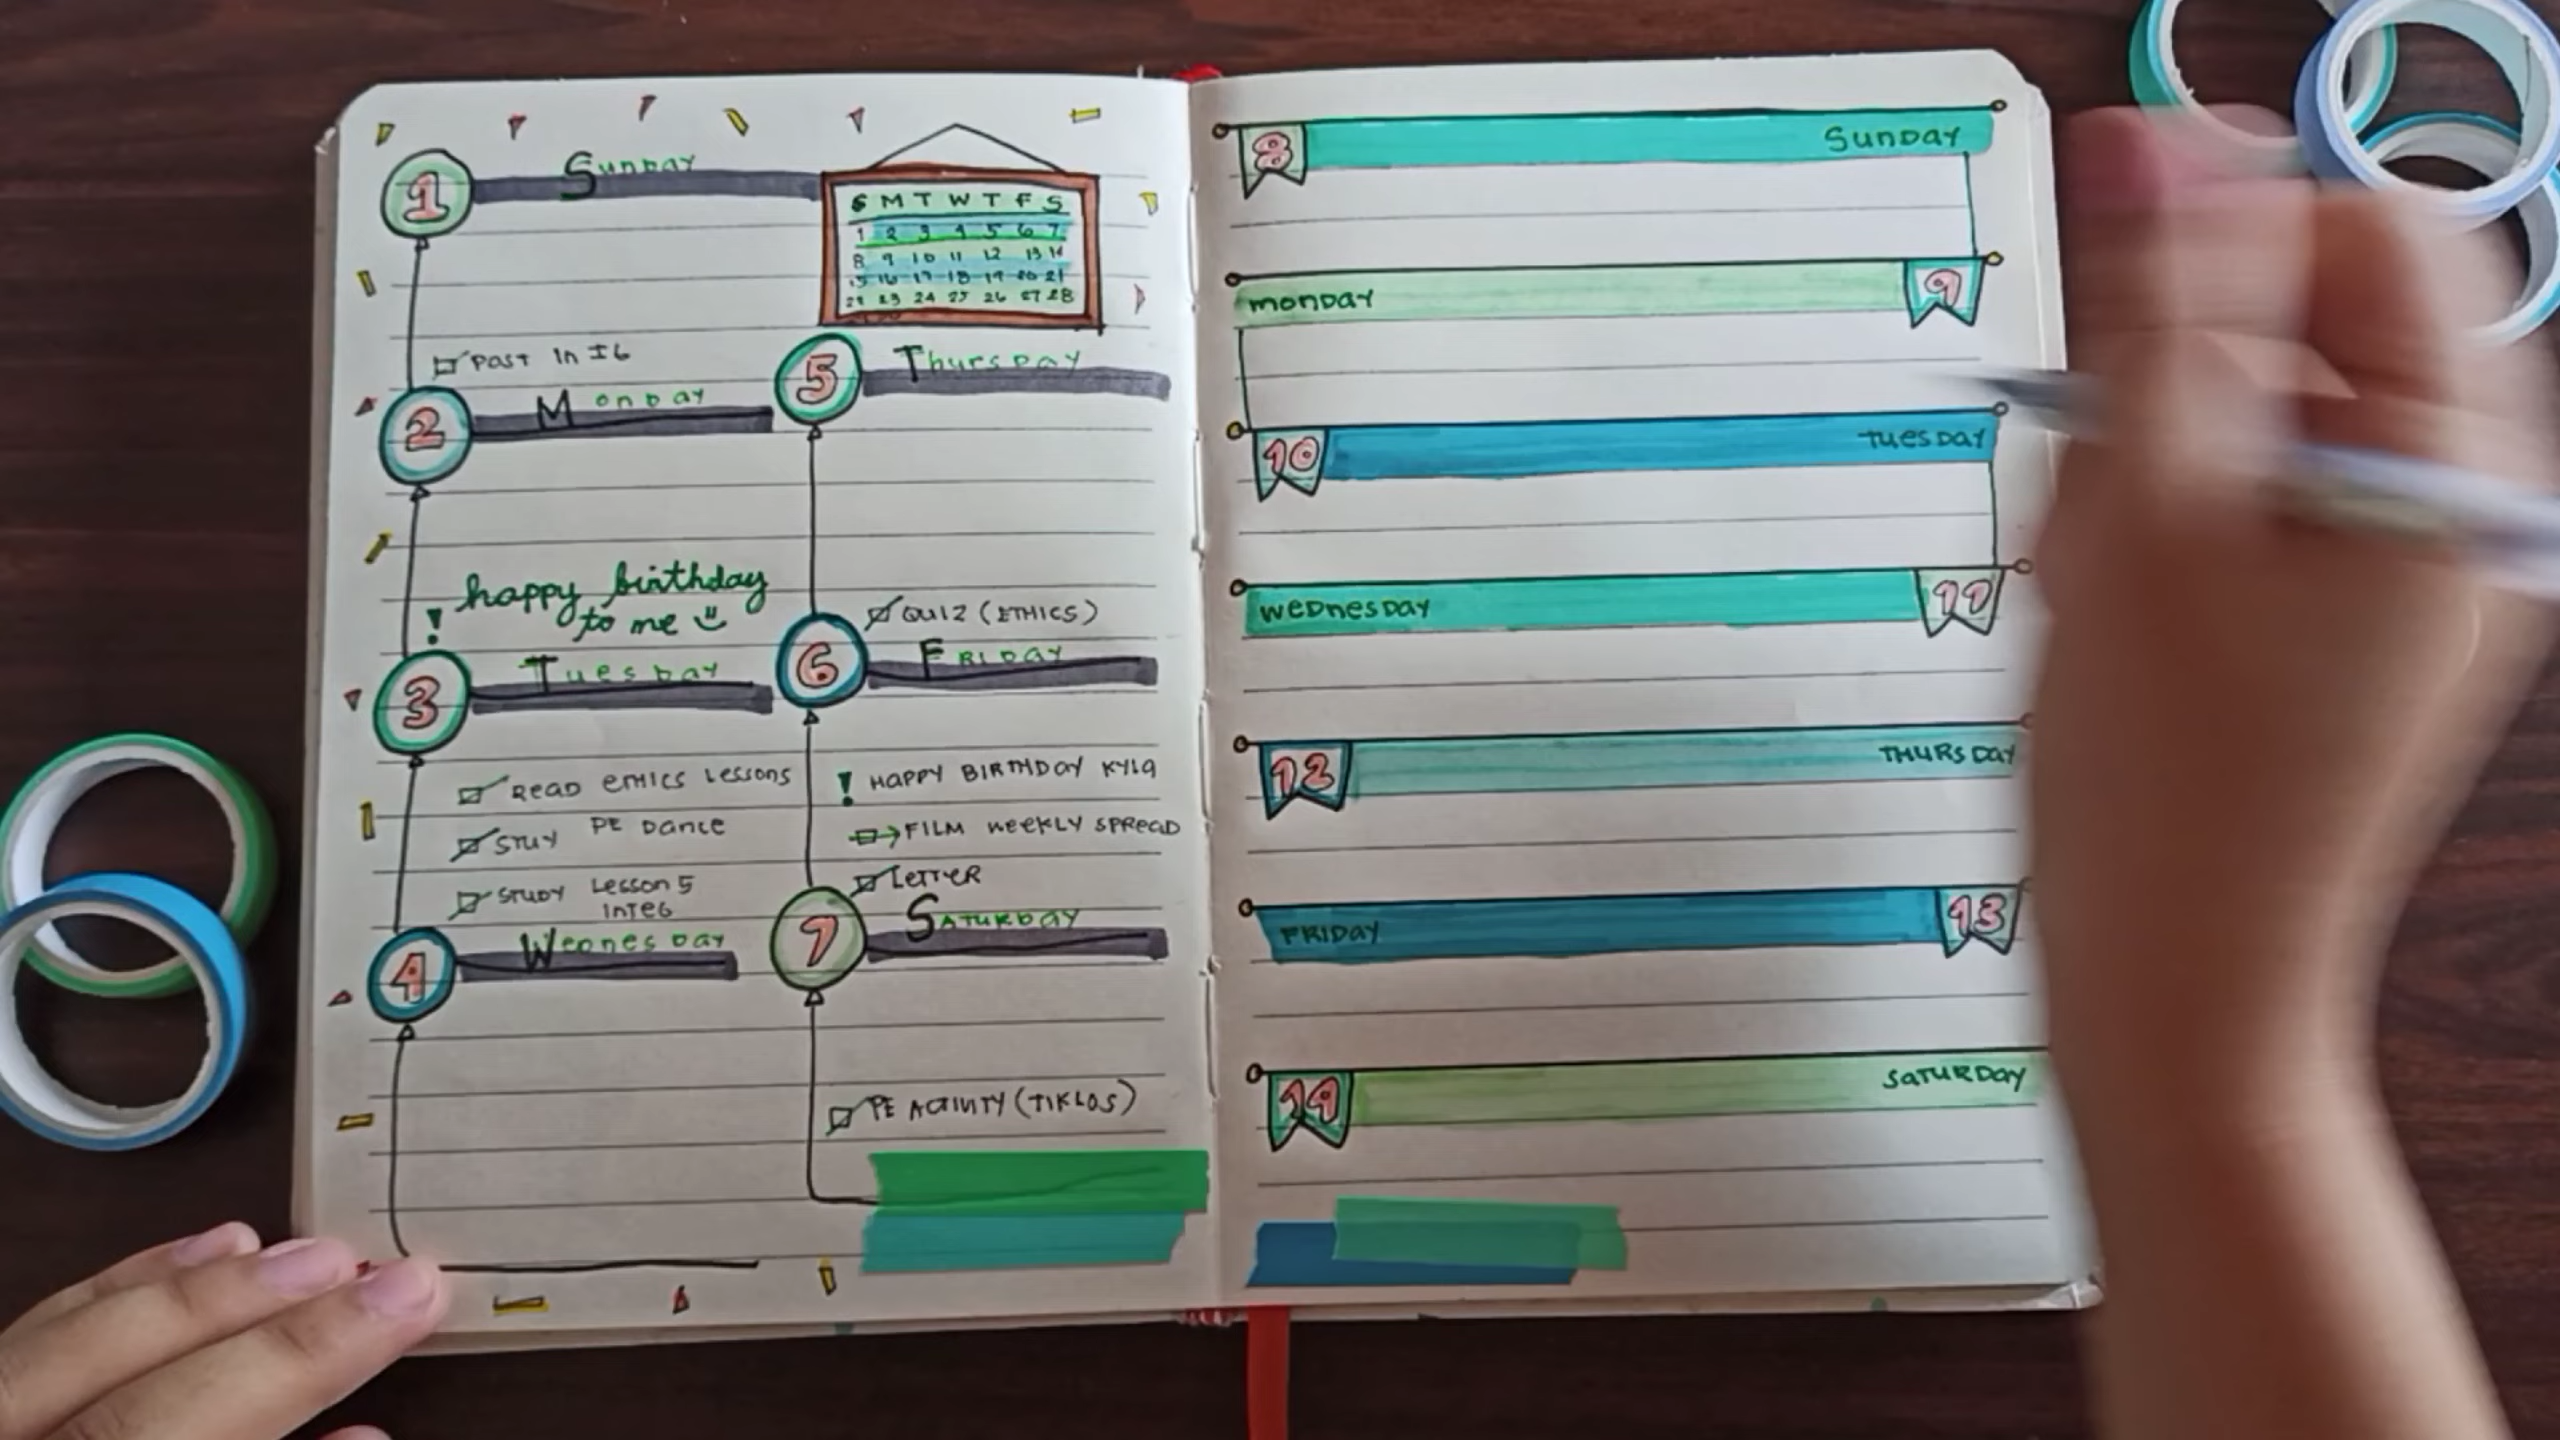 1
Sunday
S M T W T F S
1 2 3 4 5 6 7
8 9 10 11 12 13 14
15 16 17 18 19 20 21
23 24 25 26 27 28
Past in IG
2
Monday
happy birthday
! to me
3
Tuesday
Read ethics lessons
Stuy PE Dance
Study Lesson 5
integ
4
Wednesday
5
Thursday
Quiz (Ethics)
6
Friday
! Happy Birthday Kyla
Film weekly spread
Letter
7
Saturday
PE Activity (Tiklos)
8 Sunday
Monday 9
10 Tuesday
Wednesday 11
12 Thursday
Friday 13
14 Saturday